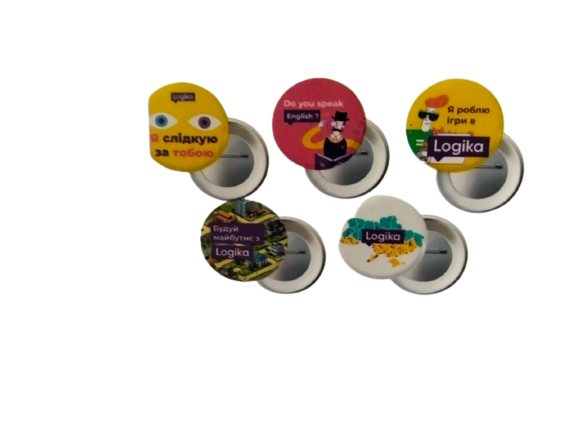 Logika
Я слідкую
за тобою
Do you speak
English ?
Я роблю
ігри в
Logika
Будуй
майбутнє з
Logika
Logika